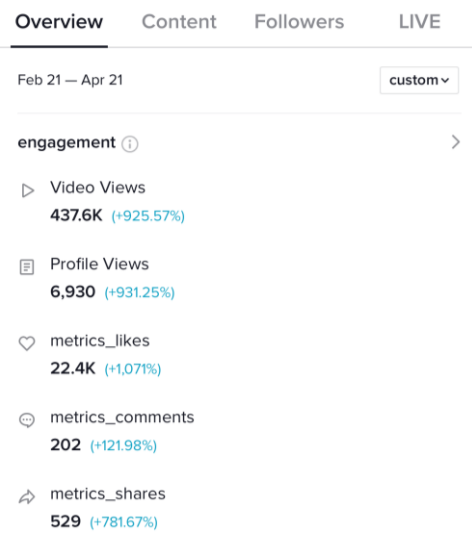 Overview Content Followers LIVE
Feb 21 — Apr 21 custom
engagement
Video Views
437.6K (+925.57%)
Profile Views
6,930 (+931.25%)
metrics_likes
22.4K (+1,071%)
metrics_comments
202 (+121.98%)
metrics_shares
529 (+781.67%)